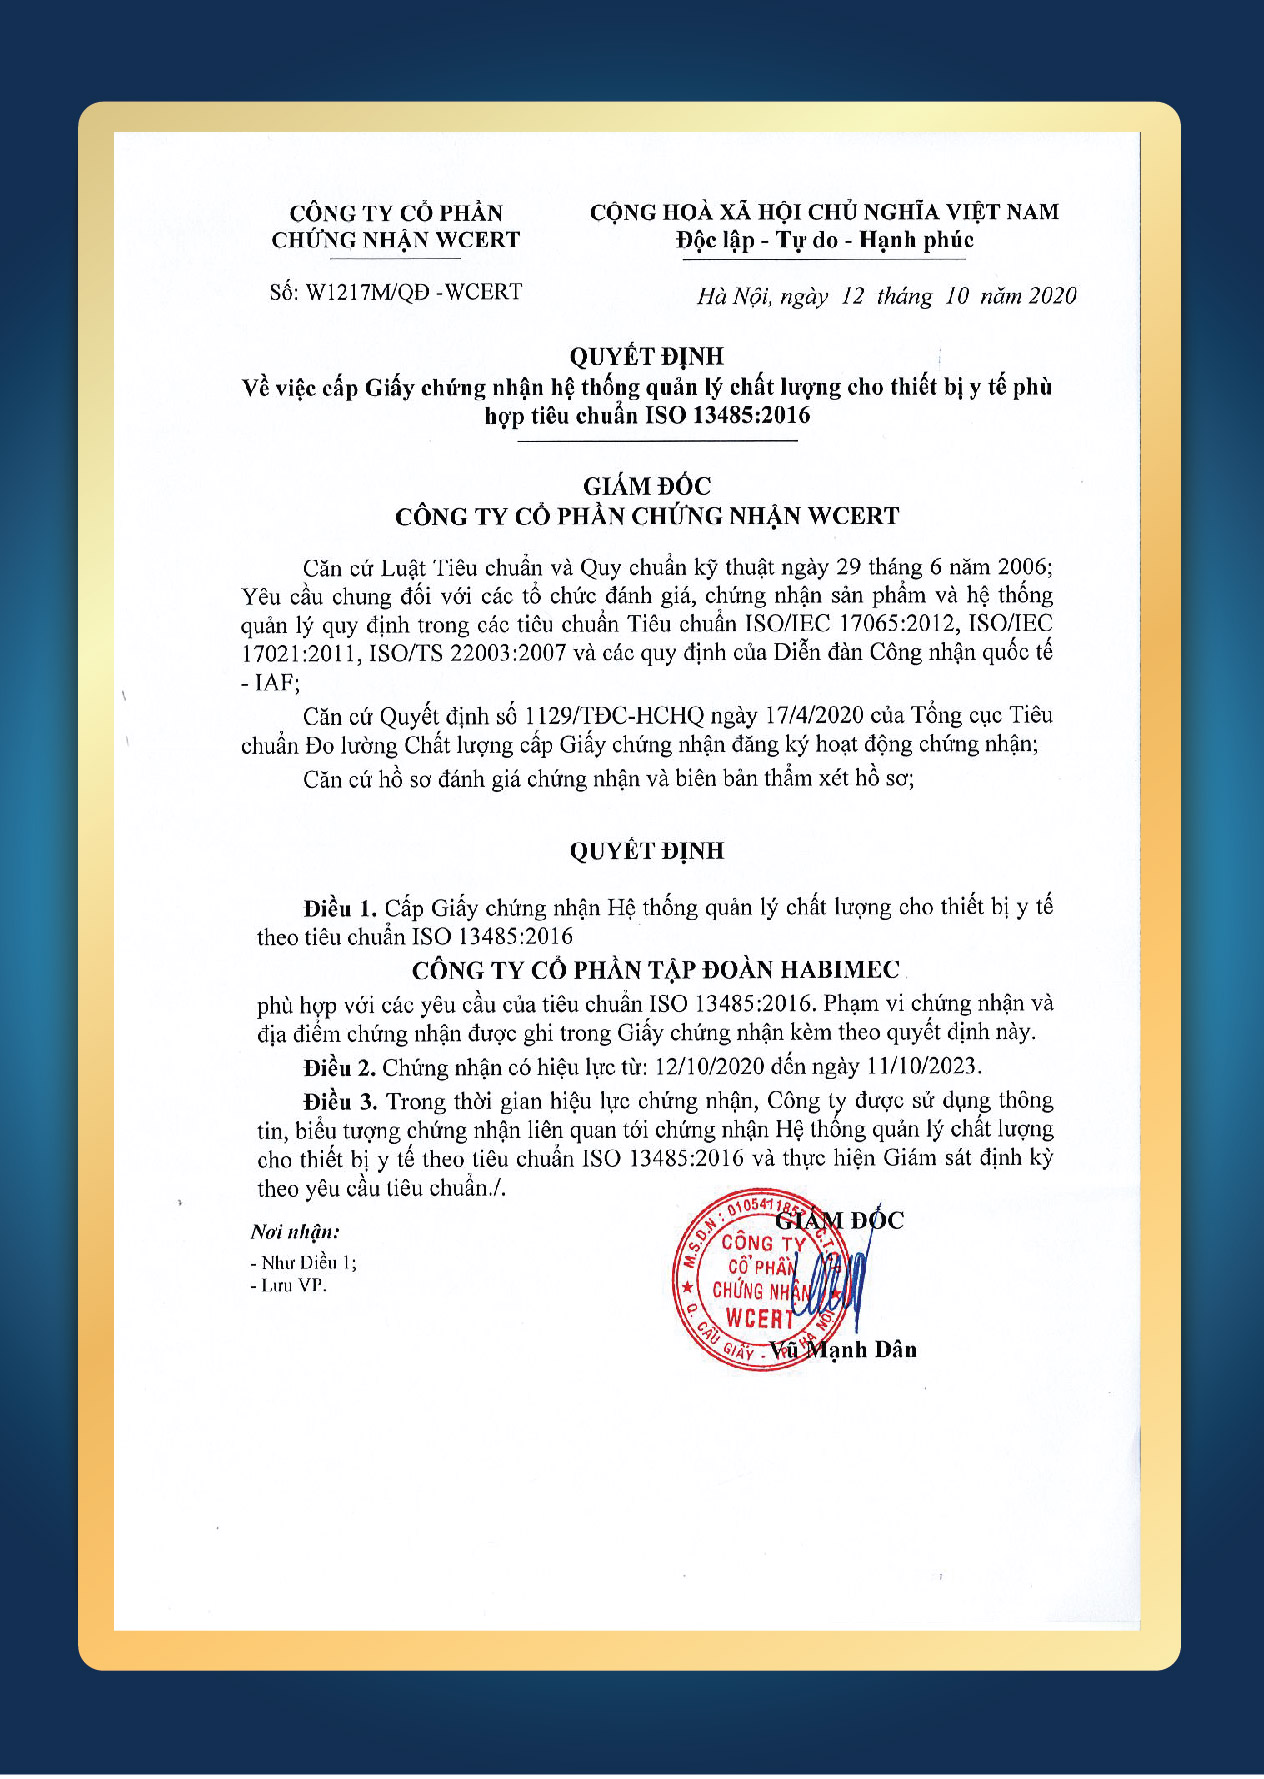 CÔNG TY CỔ PHẦN
CHỨNG NHẬN WCERT
CỘNG HOÀ XÃ HỘI CHỦ NGHĨA VIỆT NAM
Độc lập - Tự do - Hạnh phúc
Số: W1217M/QĐ -WCERT
Hà Nội, ngày 12 tháng 10 năm 2020
QUYẾT ĐỊNH
Về việc cấp Giấy chứng nhận hệ thống quản lý chất lượng cho thiết bị y tế phù
hợp tiêu chuẩn ISO 13485:2016
GIÁM ĐỐC
CÔNG TY CỔ PHẦN CHỨNG NHẬN WCERT
Căn cứ Luật Tiêu chuẩn và Quy chuẩn kỹ thuật ngày 29 tháng 6 năm 2006;
Yêu cầu chung đối với các tổ chức đánh giá, chứng nhận sản phẩm và hệ thống
quản lý quy định trong các tiêu chuẩn Tiêu chuẩn ISO/IEC 17065:2012, ISO/IEC
17021:2011, ISO/TS 22003:2007 và các quy định của Diễn đàn Công nhận quốc tế
- IAF;
Căn cứ Quyết định số 1129/TĐC-HCHQ ngày 17/4/2020 của Tổng cục Tiêu
chuẩn Đo lường Chất lượng cấp Giấy chứng nhận đăng ký hoạt động chứng nhận;
Căn cứ hồ sơ đánh giá chứng nhận và biên bản thẩm xét hồ sơ;
QUYẾT ĐỊNH
Điều 1. Cấp Giấy chứng nhận Hệ thống quản lý chất lượng cho thiết bị y tế
theo tiêu chuẩn ISO 13485:2016
CÔNG TY CỔ PHẦN TẬP ĐOÀN HABIMEC
phù hợp với các yêu cầu của tiêu chuẩn ISO 13485:2016. Phạm vi chứng nhận và
địa điểm chứng nhận được ghi trong Giấy chứng nhận kèm theo quyết định này.
Điều 2. Chứng nhận có hiệu lực từ: 12/10/2020 đến ngày 11/10/2023.
Điều 3. Trong thời gian hiệu lực chứng nhận, Công ty được sử dụng thông
tin, biểu tượng chứng nhận liên quan tới chứng nhận Hệ thống quản lý chất lượng
cho thiết bị y tế theo tiêu chuẩn ISO 13485:2016 và thực hiện Giám sát định kỳ
theo yêu cầu tiêu chuẩn./.
Nơi nhận:
- Như Điều 1;
- Lưu VP.
GIÁM ĐỐC
M.S.D.N: 0105411852
CÔNG TY
CỔ PHẦN
CHỨNG NHẬN
WCERT
Q. CẦU GIẤY - TP. HÀ NỘI
Vũ Mạnh Dân